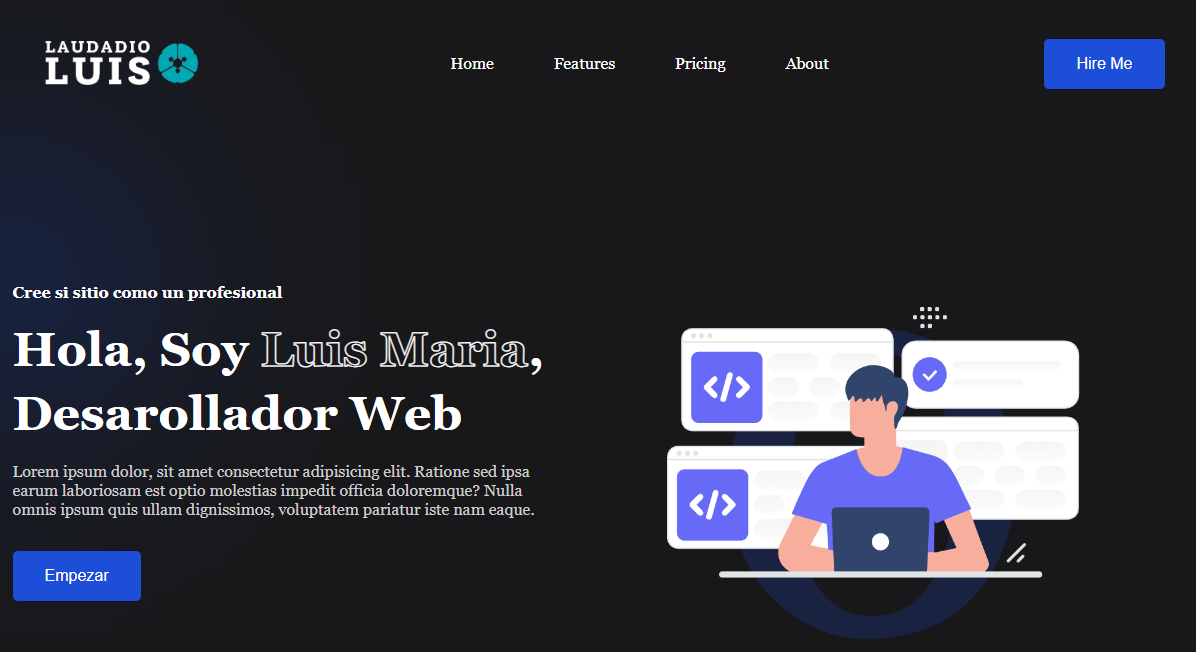 LAUDADIO
LUIS
Home
Features
Pricing
About
Hire Me
Cree si sitio como un profesional
Hola, Soy Luis Maria,
Desarollador Web
Lorem ipsum dolor, sit amet consectetur adipisicing elit. Ratione sed ipsa
earum laboriosam est optio molestias impedit officia doloremque? Nulla
omnis ipsum quis ullam dignissimos, voluptatem pariatur iste nam eaque.
Empezar